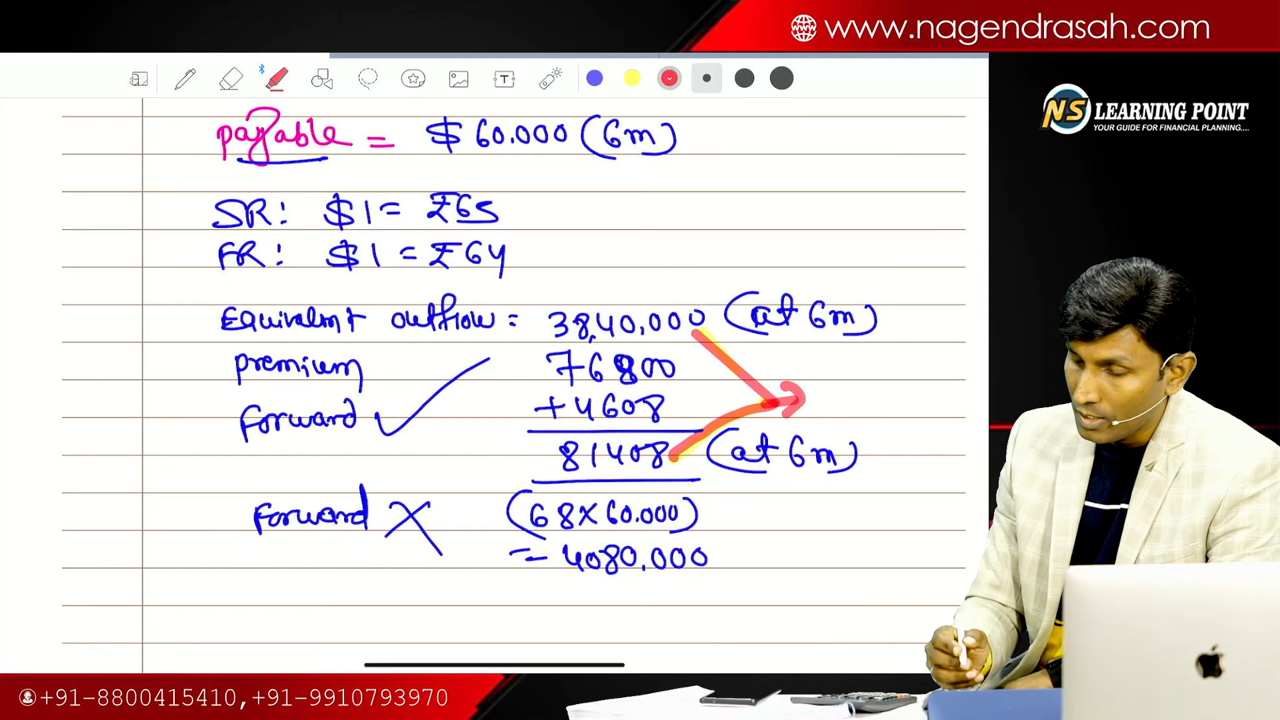 www.nagendrasah.com
NS LEARNING POINT
YOUR GUIDE FOR FINANCIAL PLANNING....
payable = $ 60.000 (6m)
SR: $1 = ₹65
FR: $1 = ₹64
Equivalent outflow = 38,40,000 (at 6m)
premium 76800
forward ✓ +4608
81408 (at 6m)
forward X (68×60.000)
= 4080,000
+91-8800415410,+91-9910793970